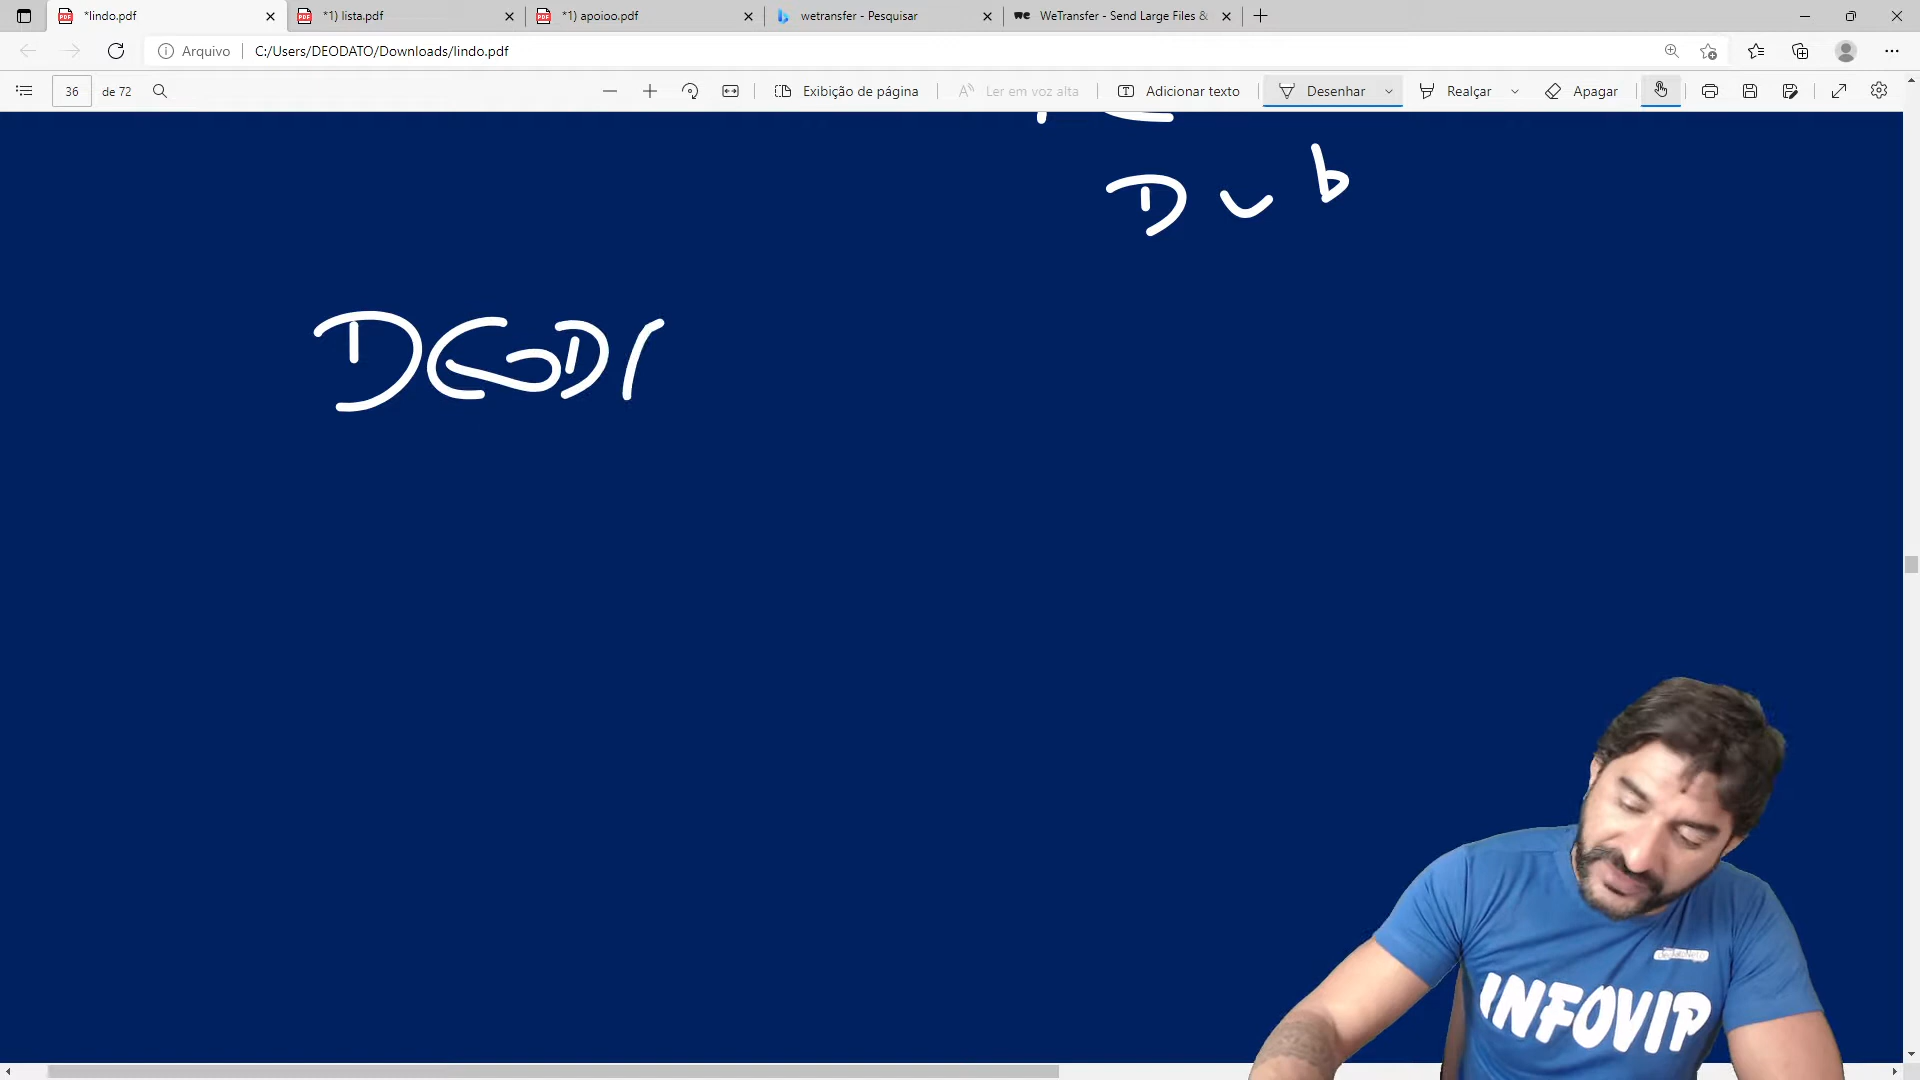 *lindo.pdf
*1) lista.pdf
*1) apoioo.pdf
wetransfer - Pesquisar
WeTransfer - Send Large Files &
Arquivo
C:/Users/DEODATO/Downloads/lindo.pdf
36 de 72
Exibição de página
Ler em voz alta
Adicionar texto
Desenhar
Realçar
Apagar
D u b
DEOD
INFOVIP